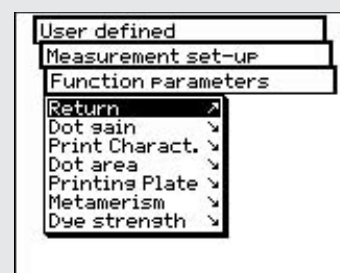 User defined
Measurement set-up
Function parameters
Return ↗
Dot gain ↘
Print Charact. ↘
Dot area ↘
Printing Plate ↘
Metamerism ↘
Dye strength ↘